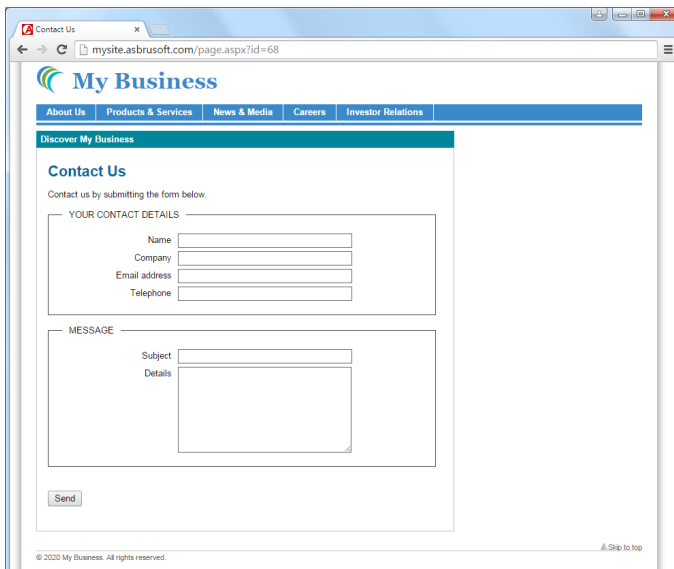 Contact Us
mysite.asbrusoft.com/page.aspx?id=68
My Business
About Us Products & Services News & Media Careers Investor Relations
Discover My Business
Contact Us
Contact us by submitting the form below.
YOUR CONTACT DETAILS
Name
Company
Email address
Telephone
MESSAGE
Subject
Details
Send
Skip to top
© 2020 My Business. All rights reserved.